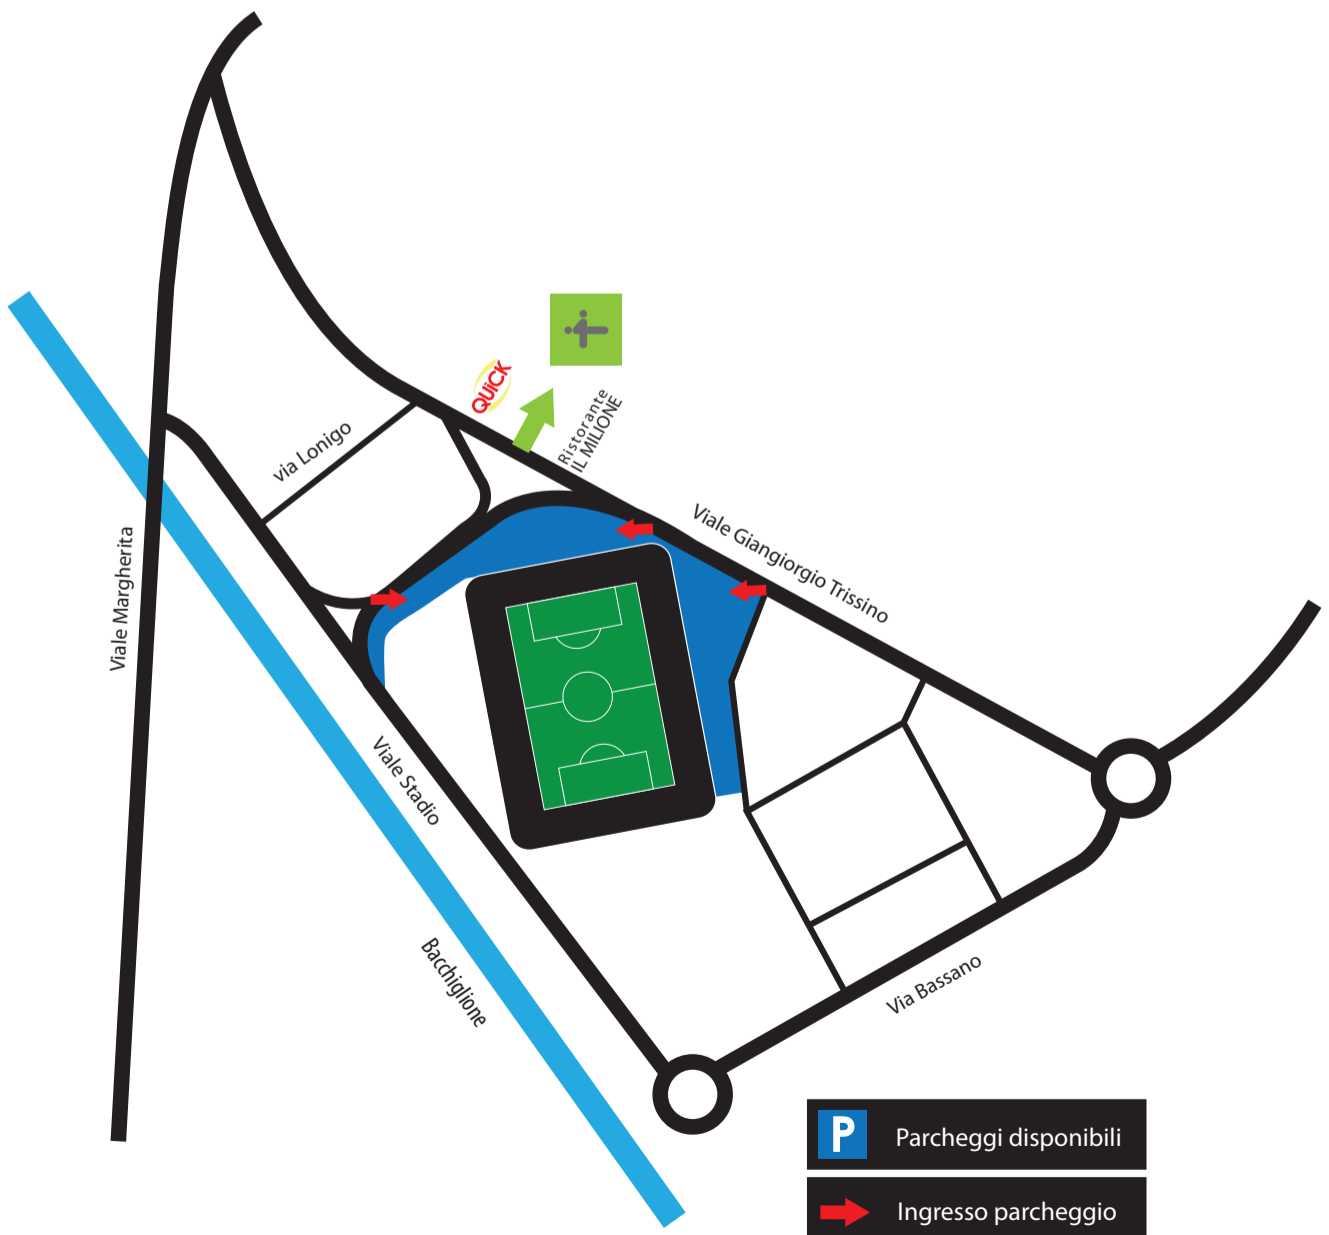 QUiCK
Ristorante
IL MILIONE
via Lonigo
Viale Giangiorgio Trissino
Viale Margherita
Viale Stadio
Bacchiglione
Via Bassano
P Parcheggi disponibili
Ingresso parcheggio